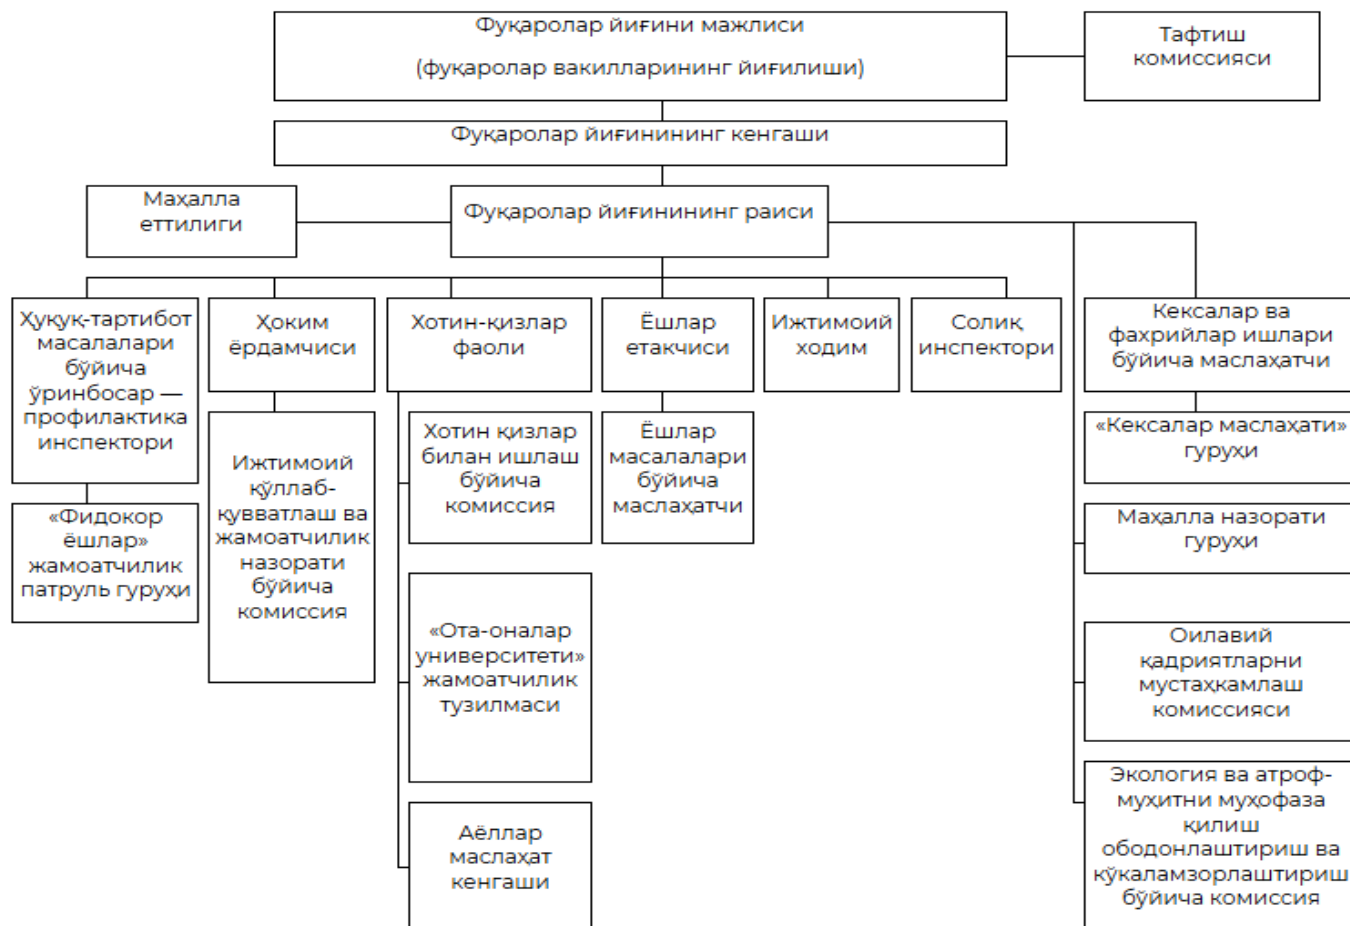 Фуқаролар йиғини мажлиси
(фуқаролар вакилларининг йиғилиши)
Тафтиш
комиссияси
Фуқаролар йиғинининг кенгаши
Маҳалла
еттилиги
Фуқаролар йиғинининг раиси
Ҳуқуқ-тартибот
масалалари
бўйича
ўринбосар —
профилактика
инспектори
Ҳоким
ёрдамчиси
Хотин-қизлар
фаоли
Ёшлар
етакчиси
Ижтимоий
ходим
Солиқ
инспектори
Кексалар ва
фахрийлар ишлари
бўйича маслаҳатчи
«Фидокор
ёшлар»
жамоатчилик
патруль гуруҳи
Ижтимоий
қўллаб-
қувватлаш ва
жамоатчилик
назорати
бўйича
комиссия
Хотин қизлар
билан ишлаш
бўйича
комиссия
Ёшлар
масалалари
бўйича
маслаҳатчи
«Кексалар маслаҳати»
гуруҳи
Маҳалла назорати
гуруҳи
«Ота-оналар
университети»
жамоатчилик
тузилмаси
Оилавий
қадриятларни
мустаҳкамлаш
комиссияси
Аёллар
маслаҳат
кенгаши
Экология ва атроф-
муҳитни муҳофаза
қилиш
ободонлаштириш ва
кўкаламзорлаштириш
бўйича комиссия